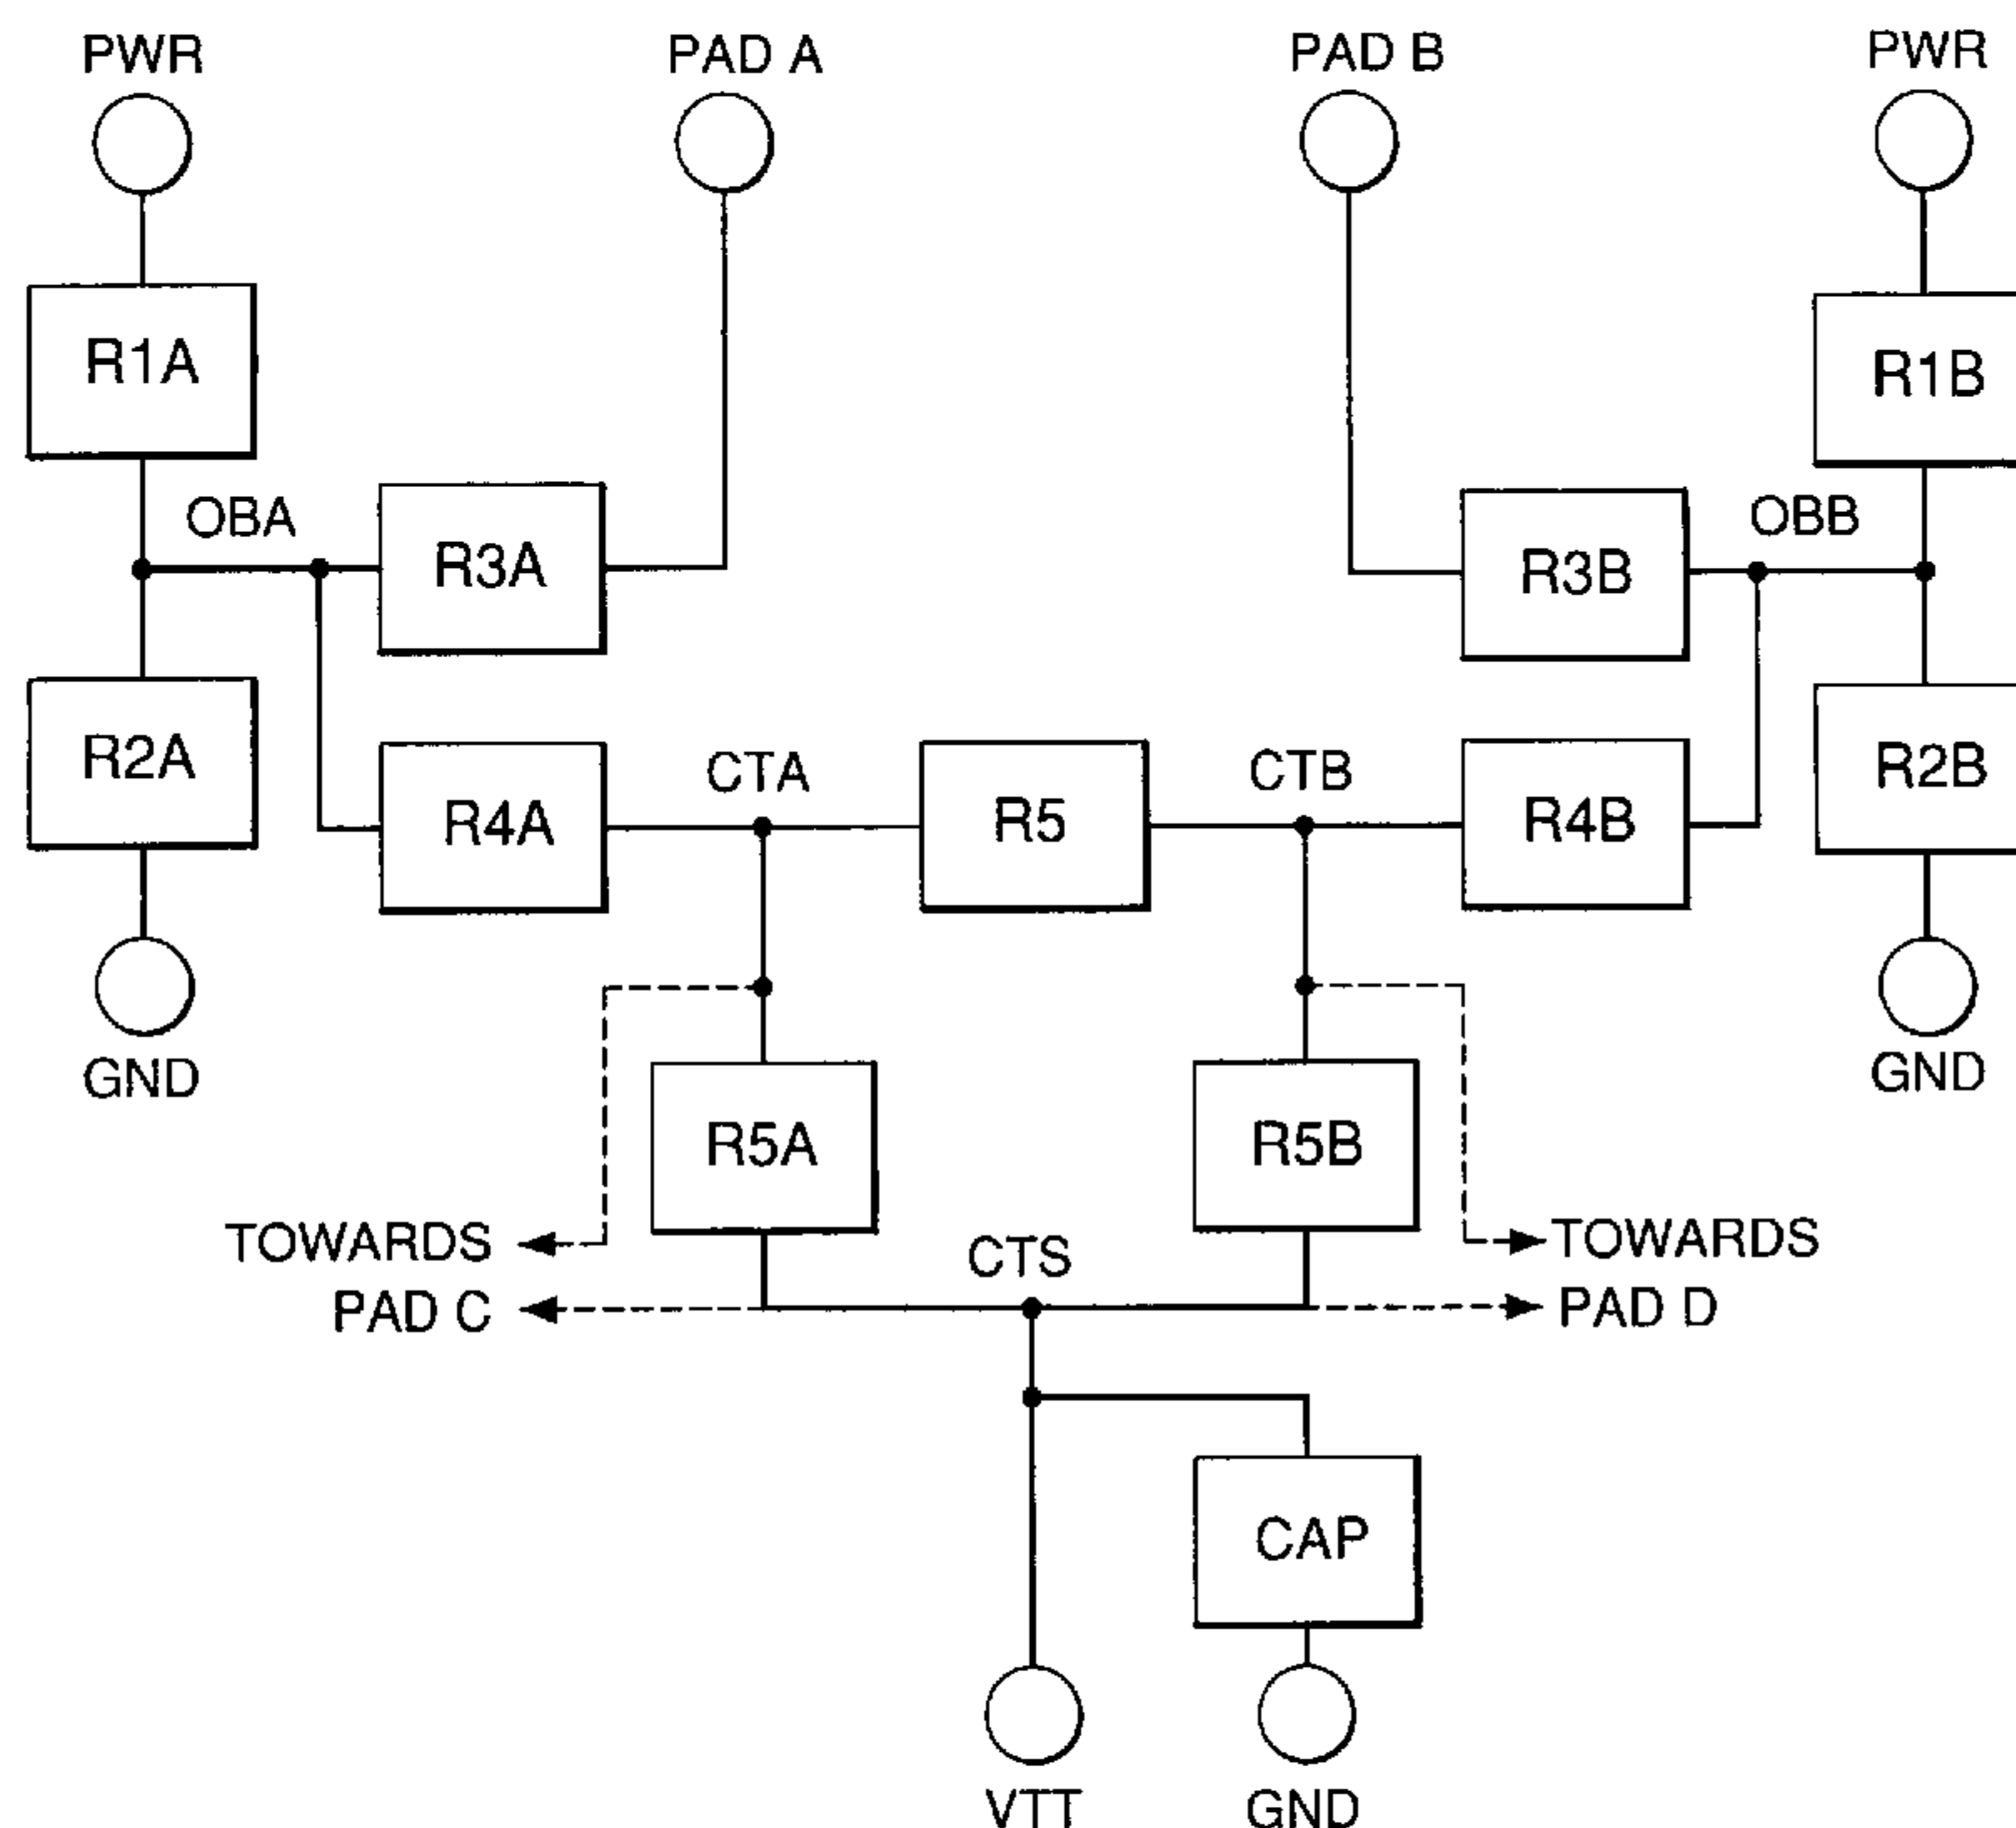 PWR
PAD A
PAD B
PWR
R1A
R1B
OBA
R3A
R3B
OBB
R2A
R4A
CTA
R5
CTB
R4B
R2B
GND
GND
R5A
R5B
TOWARDS
PAD C
CTS
TOWARDS
PAD D
CAP
VTT
GND